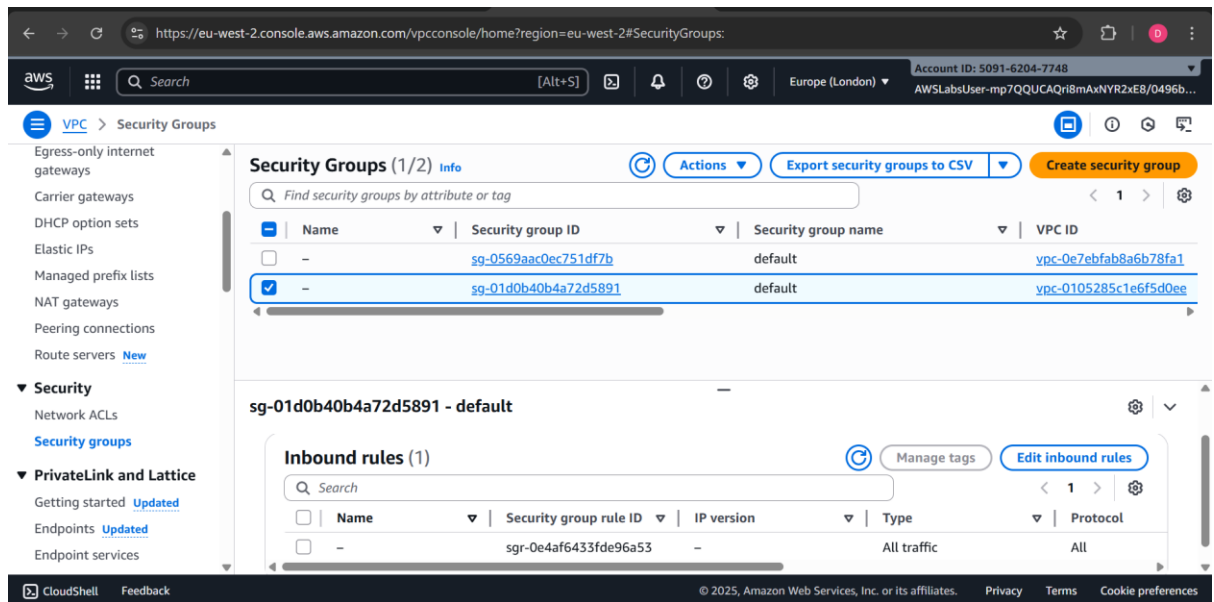 https://eu-west-2.console.aws.amazon.com/vpcconsole/home?region=eu-west-2#SecurityGroups:
D
aws
Search [Alt+S]
Europe (London)
Account ID: 5091-6204-7748
AWSLabsUser-mp7QQUCAQri8mAxNYR2xE8/0496b...
VPC > Security Groups
Egress-only internet
gateways
Carrier gateways
DHCP option sets
Elastic IPs
Managed prefix lists
NAT gateways
Peering connections
Route servers New
Security
Network ACLs
Security groups
PrivateLink and Lattice
Getting started Updated
Endpoints Updated
Endpoint services
Security Groups (1/2) Info
Actions
Export security groups to CSV
Create security group
Find security groups by attribute or tag
1
Name Security group ID Security group name VPC ID
– sg-0569aac0ec751df7b default vpc-0e7ebfab8a6b78fa1
– sg-01d0b40b4a72d5891 default vpc-0105285c1e6f5d0ee
sg-01d0b40b4a72d5891 - default
Inbound rules (1)
Manage tags
Edit inbound rules
Search
1
Name Security group rule ID IP version Type Protocol
– sgr-0e4af6433fde96a53 – All traffic All
CloudShell Feedback
© 2025, Amazon Web Services, Inc. or its affiliates. Privacy Terms Cookie preferences